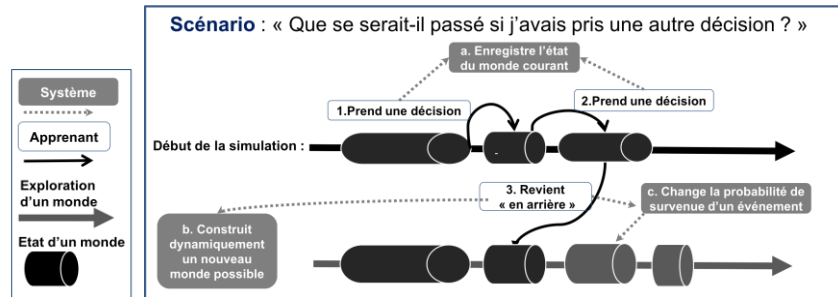 Scénario : « Que se serait-il passé si j'avais pris une autre décision ? »
a. Enregistre l'état
du monde courant
Système
Apprenant
Exploration
d'un monde
Etat d'un monde
1.Prend une décision
2.Prend une décision
Début de la simulation :
3. Revient
« en arrière »
c. Change la probabilité de
survenue d'un événement
b. Construit
dynamiquement
un nouveau
monde possible